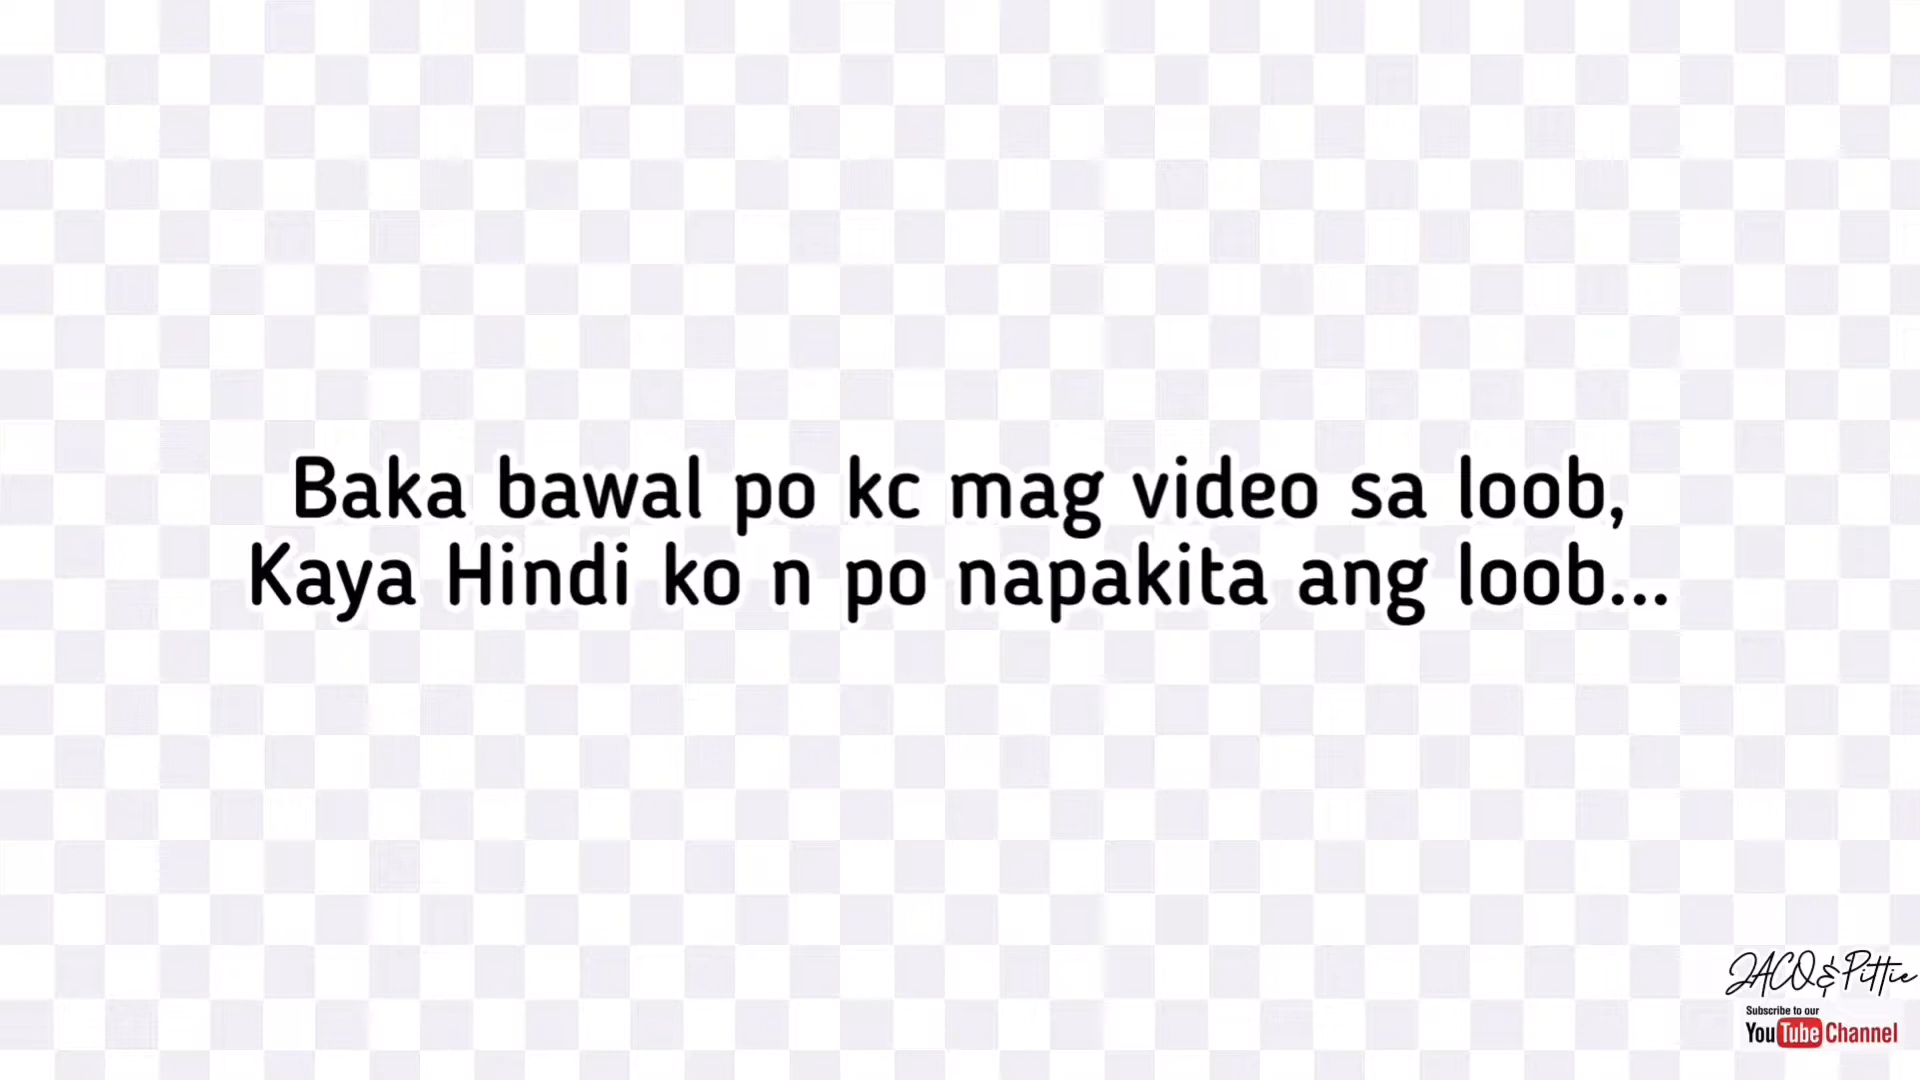 Baka bawal po kc mag video sa loob,
Kaya Hindi ko n po napakita ang loob...
JACQ&Pittie
Subscribe to our
YouTube Channel